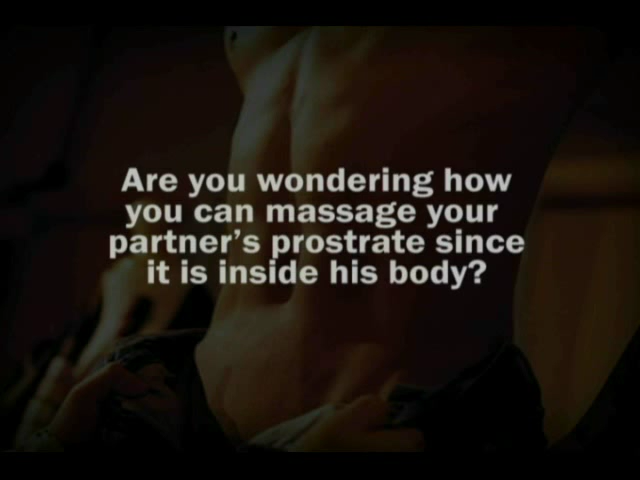 Are you wondering how
you can massage your
partner's prostrate since
it is inside his body?